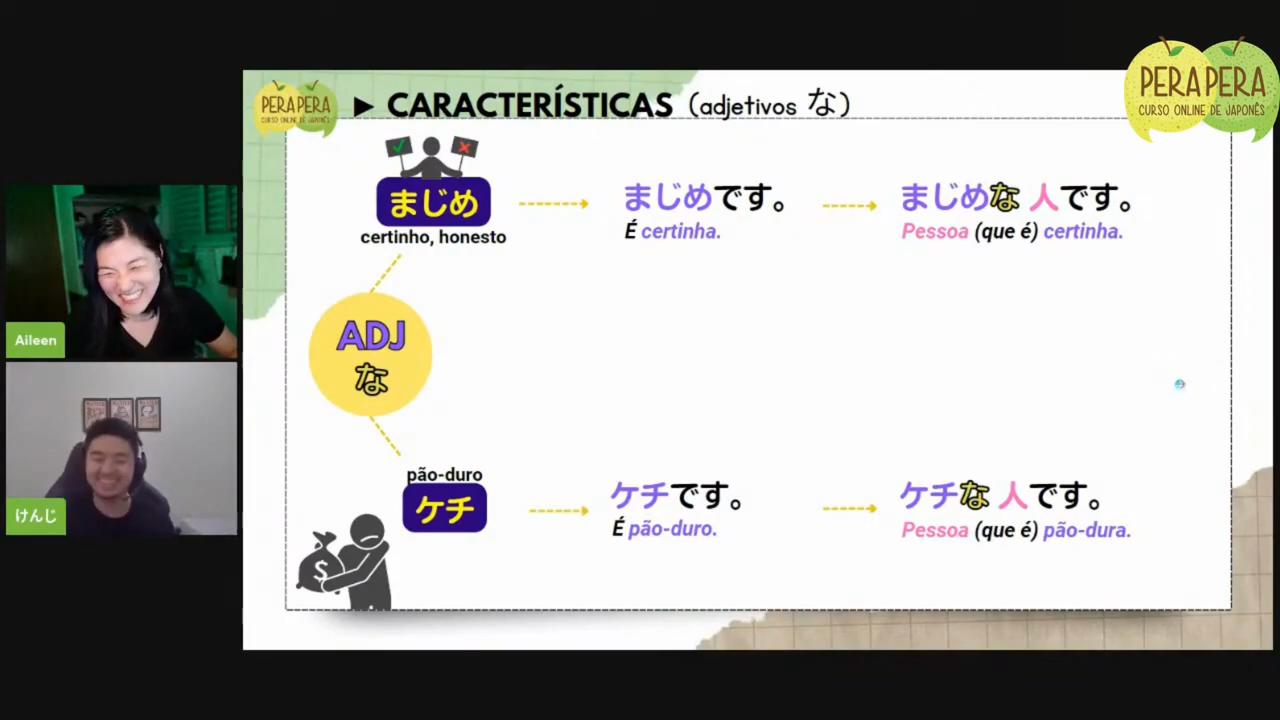 PERA PERA
CURSO ONLINE DE JAPONÊS
PERA PERA
CURSO ONLINE DE JAPONÊS
► CARACTERÍSTICAS (adjetivos な)
まじめ
certinho, honesto
まじめです。
É certinha.
まじめな 人です。
Pessoa (que é) certinha.
ADJ
な
pão-duro
ケチ
$
ケチです。
É pão-duro.
ケチな 人です。
Pessoa (que é) pão-dura.
Aileen
けんじ